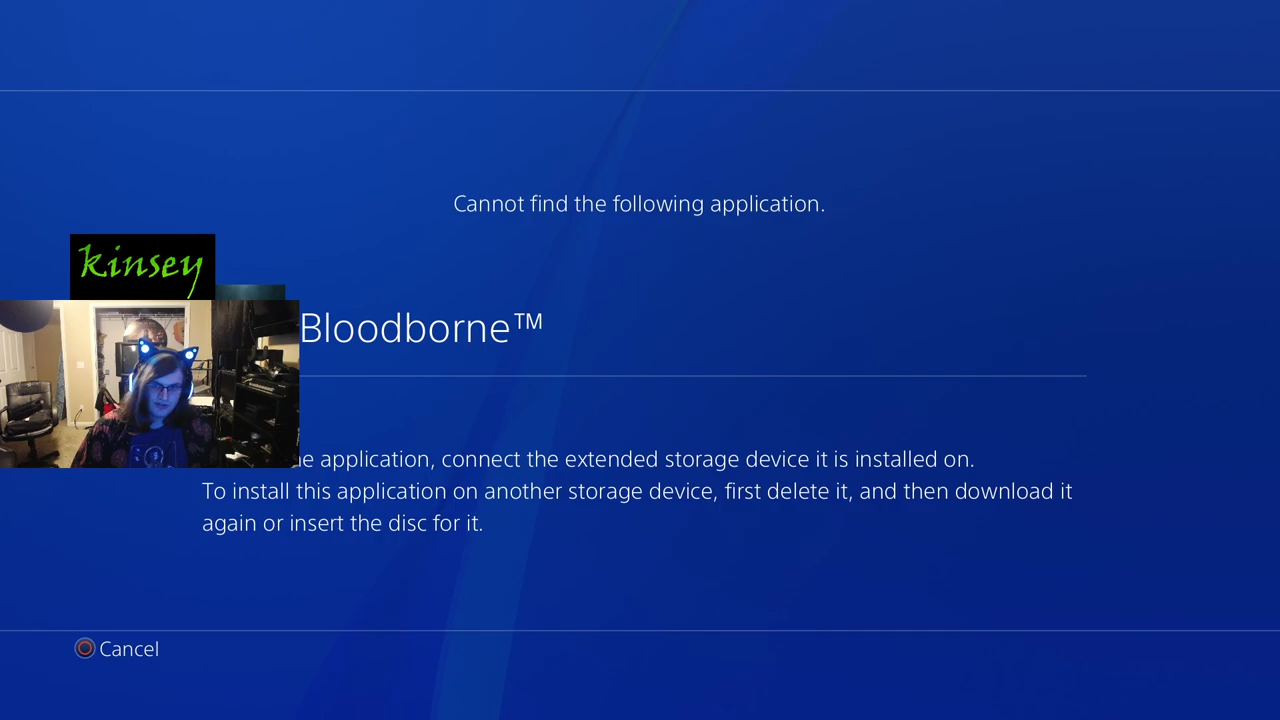 Cannot find the following application.
kinsey
Bloodborne™
application, connect the extended storage device it is installed on.
To install this application on another storage device, first delete it, and then download it
again or insert the disc for it.
Cancel